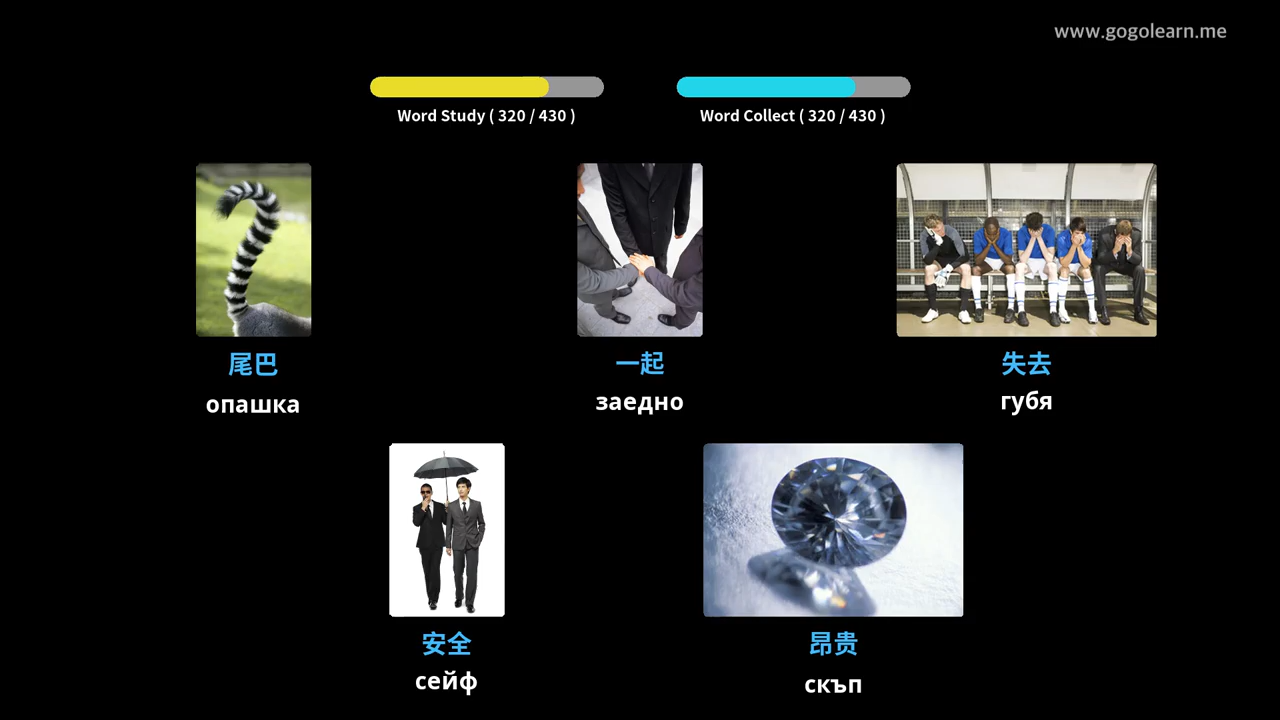 www.gogolearn.me
Word Study ( 320 / 430 )
Word Collect ( 320 / 430 )
尾巴
опашка
一起
заедно
失去
губя
安全
сейф
昂贵
скъп